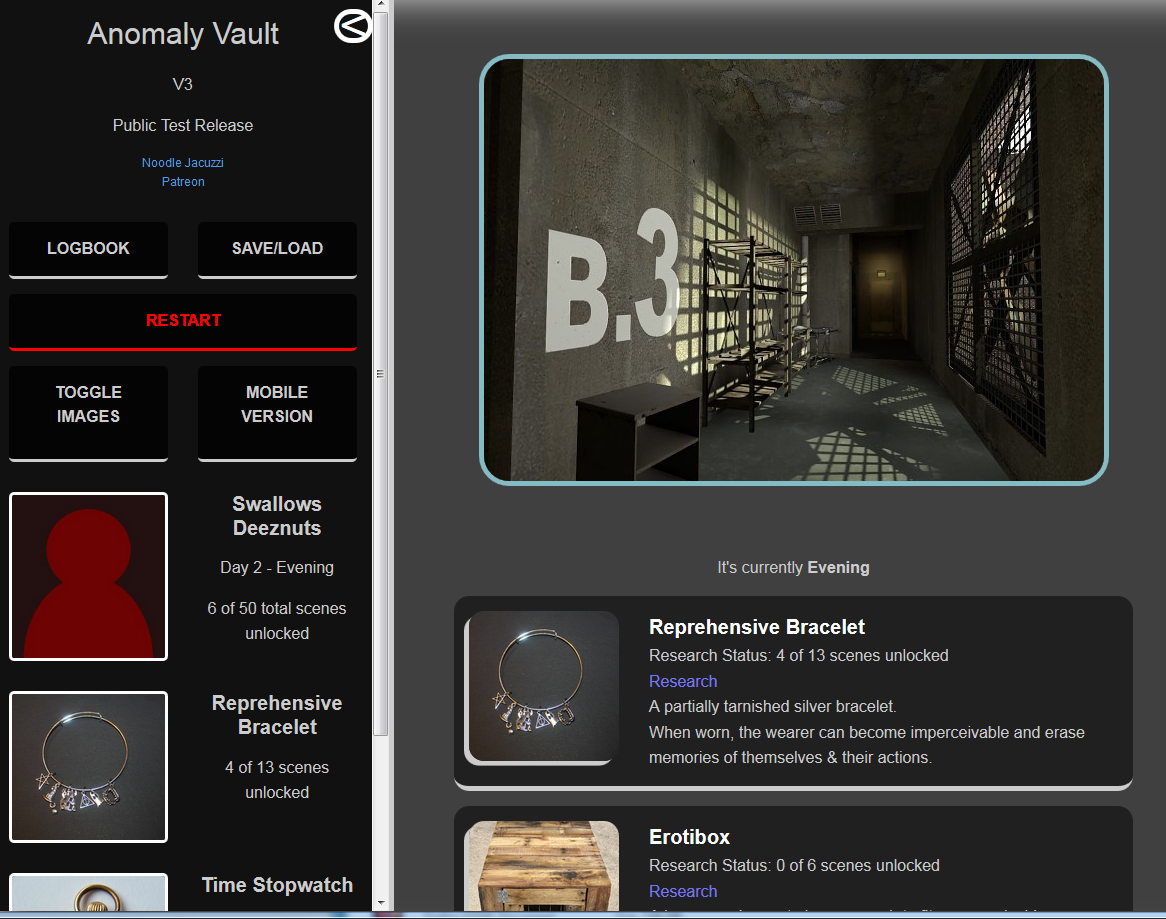 Anomaly Vault
V3
Public Test Release
Noodle Jacuzzi
Patreon
LOGBOOK
SAVE/LOAD
RESTART
TOGGLE
IMAGES
MOBILE
VERSION
Swallows
Deeznuts
Day 2 - Evening
6 of 50 total scenes
unlocked
Reprehensive
Bracelet
4 of 13 scenes
unlocked
Time Stopwatch
B.3
It's currently Evening
Reprehensive Bracelet
Research Status: 4 of 13 scenes unlocked
Research
A partially tarnished silver bracelet.
When worn, the wearer can become imperceivable and erase
memories of themselves & their actions.
Erotibox
Research Status: 0 of 6 scenes unlocked
Research